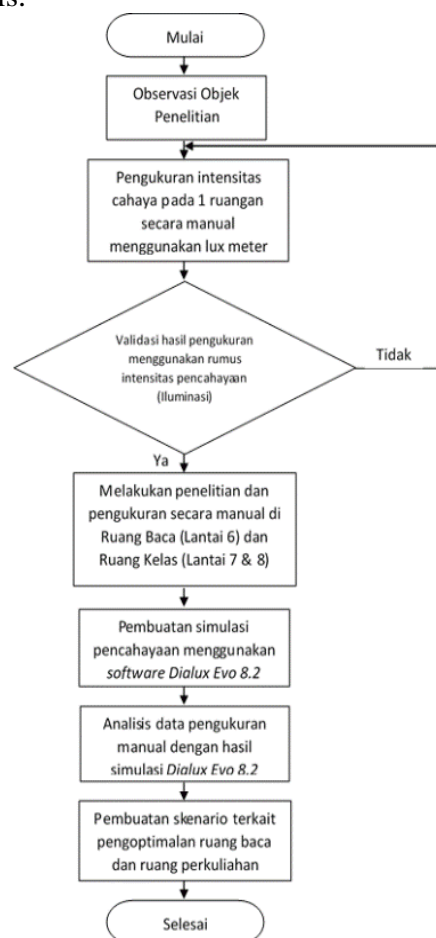 Mulai
Observasi Objek
Penelitian
Pengukuran intensitas
cahaya pada 1 ruangan
secara manual
menggunakan lux meter
Validasi hasil pengukuran
menggunakan rumus
intensitas pencahayaan
(Iluminasi)
Tidak
Ya
Melakukan penelitian dan
pengukuran secara manual di
Ruang Baca (Lantai 6) dan
Ruang Kelas (Lantai 7 & 8)
Pembuatan simulasi
pencahayaan menggunakan
software Dialux Evo 8.2
Analisis data pengukuran
manual dengan hasil
simulasi Dialux Evo 8.2
Pembuatan skenario terkait
pengoptimalan ruang baca
dan ruang perkuliahan
Selesai